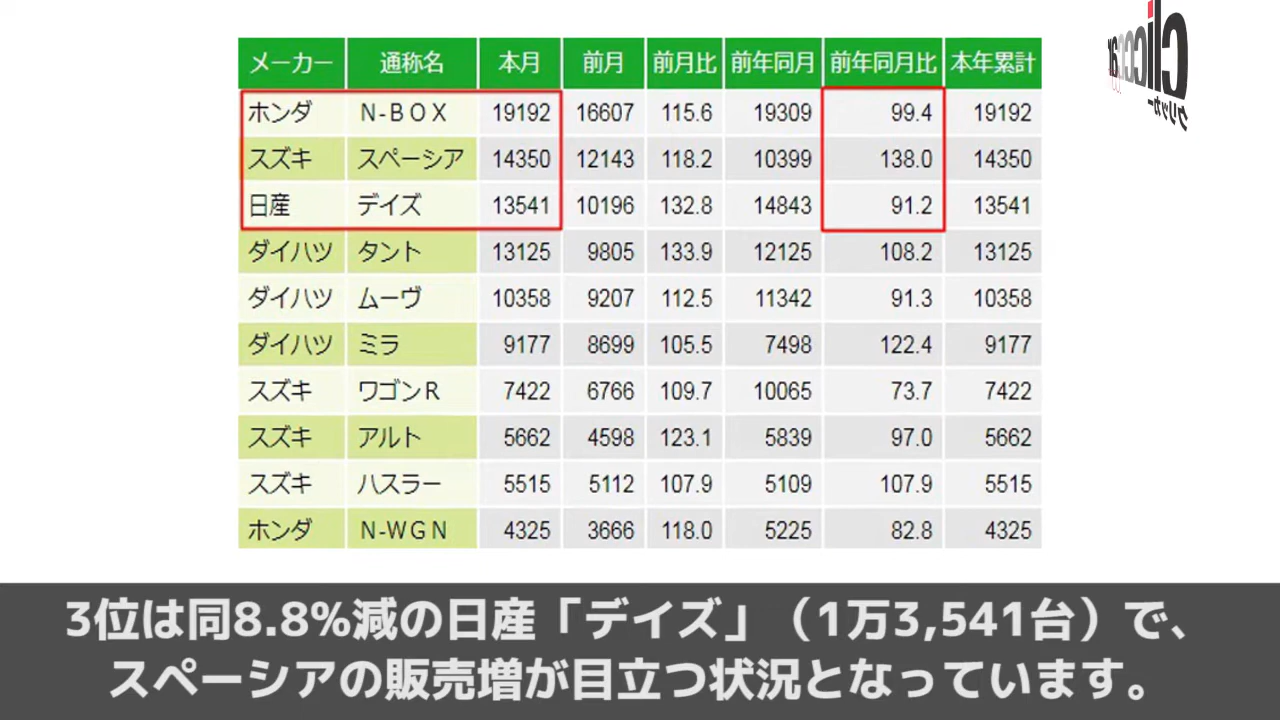 メーカー 通称名 本月 前月 前月比 前年同月 前年同月比 本年累計
ホンダ N-BOX 19192 16607 115.6 19309 99.4 19192
スズキ スペーシア 14350 12143 118.2 10399 138.0 14350
日産 デイズ 13541 10196 132.8 14843 91.2 13541
ダイハツ タント 13125 9805 133.9 12125 108.2 13125
ダイハツ ムーヴ 10358 9207 112.5 11342 91.3 10358
ダイハツ ミラ 9177 8699 105.5 7498 122.4 9177
スズキ ワゴンR 7422 6766 109.7 10065 73.7 7422
スズキ アルト 5662 4598 123.1 5839 97.0 5662
スズキ ハスラー 5515 5112 107.9 5109 107.9 5515
ホンダ N-WGN 4325 3666 118.0 5225 82.8 4325
クリッカー
3位は同8.8%減の日産「デイズ」（1万3,541台）で、
スペーシアの販売増が目立つ状況となっています。